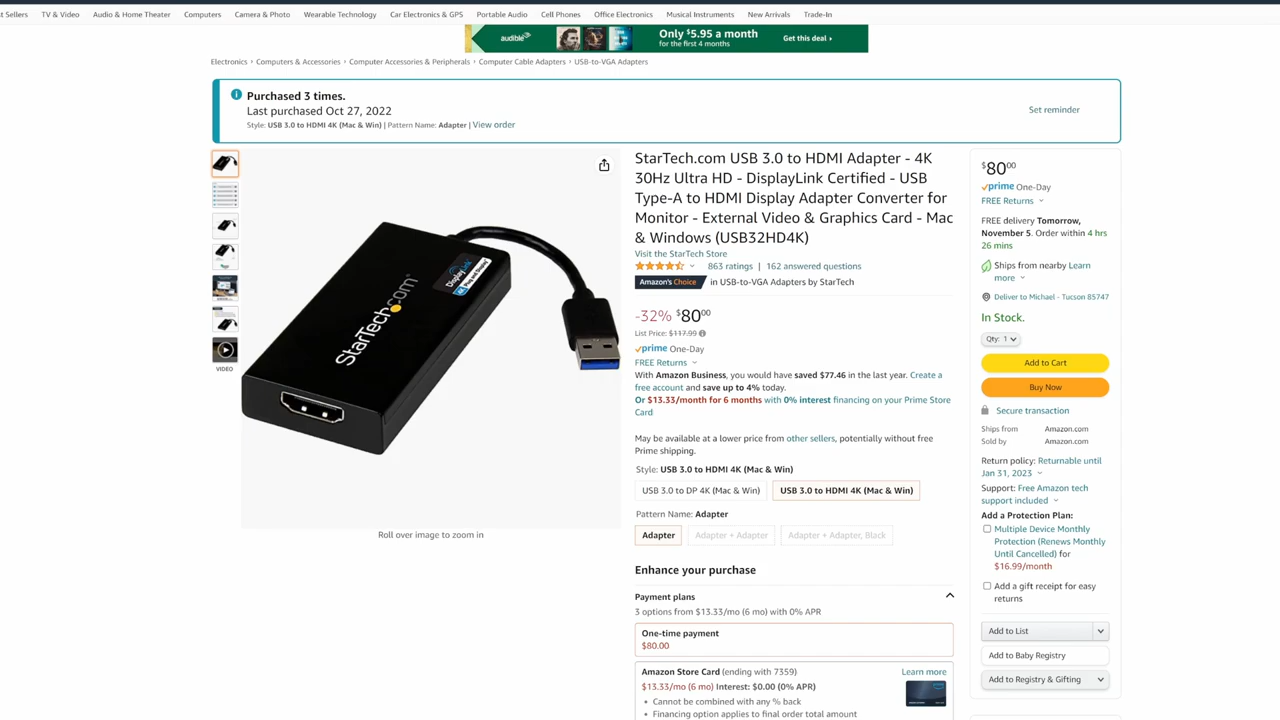 t Sellers TV & Video Audio & Home Theater Computers Camera & Photo Wearable Technology Car Electronics & GPS Portable Audio Cell Phones Office Electronics Musical Instruments New Arrivals Trade-In
audible Only $5.95 a month
for the first 4 months
Get this deal ›
Electronics › Computers & Accessories › Computer Accessories & Peripherals › Computer Cable Adapters › USB-to-VGA Adapters
Purchased 3 times.
Last purchased Oct 27, 2022
Style: USB 3.0 to HDMI 4K (Mac & Win) | Pattern Name: Adapter | View order
Set reminder
StarTech.com
DisplayLink
4K Plug and Display
VIDEO
Roll over image to zoom in
StarTech.com USB 3.0 to HDMI Adapter - 4K
30Hz Ultra HD - DisplayLink Certified - USB
Type-A to HDMI Display Adapter Converter for
Monitor - External Video & Graphics Card - Mac
& Windows (USB32HD4K)
Visit the StarTech Store
863 ratings | 162 answered questions
Amazon's Choice in USB-to-VGA Adapters by StarTech
-32% $8000
List Price: $117.99
prime One-Day
FREE Returns
With Amazon Business, you would have saved $77.46 in the last year. Create a
free account and save up to 4% today.
Or $13.33/month for 6 months with 0% interest financing on your Prime Store
Card
May be available at a lower price from other sellers, potentially without free
Prime shipping.
Style: USB 3.0 to HDMI 4K (Mac & Win)
USB 3.0 to DP 4K (Mac & Win) USB 3.0 to HDMI 4K (Mac & Win)
Pattern Name: Adapter
Adapter Adapter + Adapter Adapter + Adapter, Black
Enhance your purchase
Payment plans
3 options from $13.33/mo (6 mo) with 0% APR
One-time payment
$80.00
Amazon Store Card (ending with 7359) Learn more
$13.33/mo (6 mo) Interest: $0.00 (0% APR)
• Cannot be combined with any % back
• Financing option applies to final order total amount
$8000
prime One-Day
FREE Returns
FREE delivery Tomorrow,
November 5. Order within 4 hrs
26 mins
Ships from nearby Learn
more
Deliver to Michael - Tucson 85747
In Stock.
Qty: 1
Add to Cart
Buy Now
Secure transaction
Ships from Amazon.com
Sold by Amazon.com
Return policy: Returnable until
Jan 31, 2023
Support: Free Amazon tech
support included
Add a Protection Plan:
Multiple Device Monthly
Protection (Renews Monthly
Until Cancelled) for
$16.99/month
Add a gift receipt for easy
returns
Add to List
Add to Baby Registry
Add to Registry & Gifting